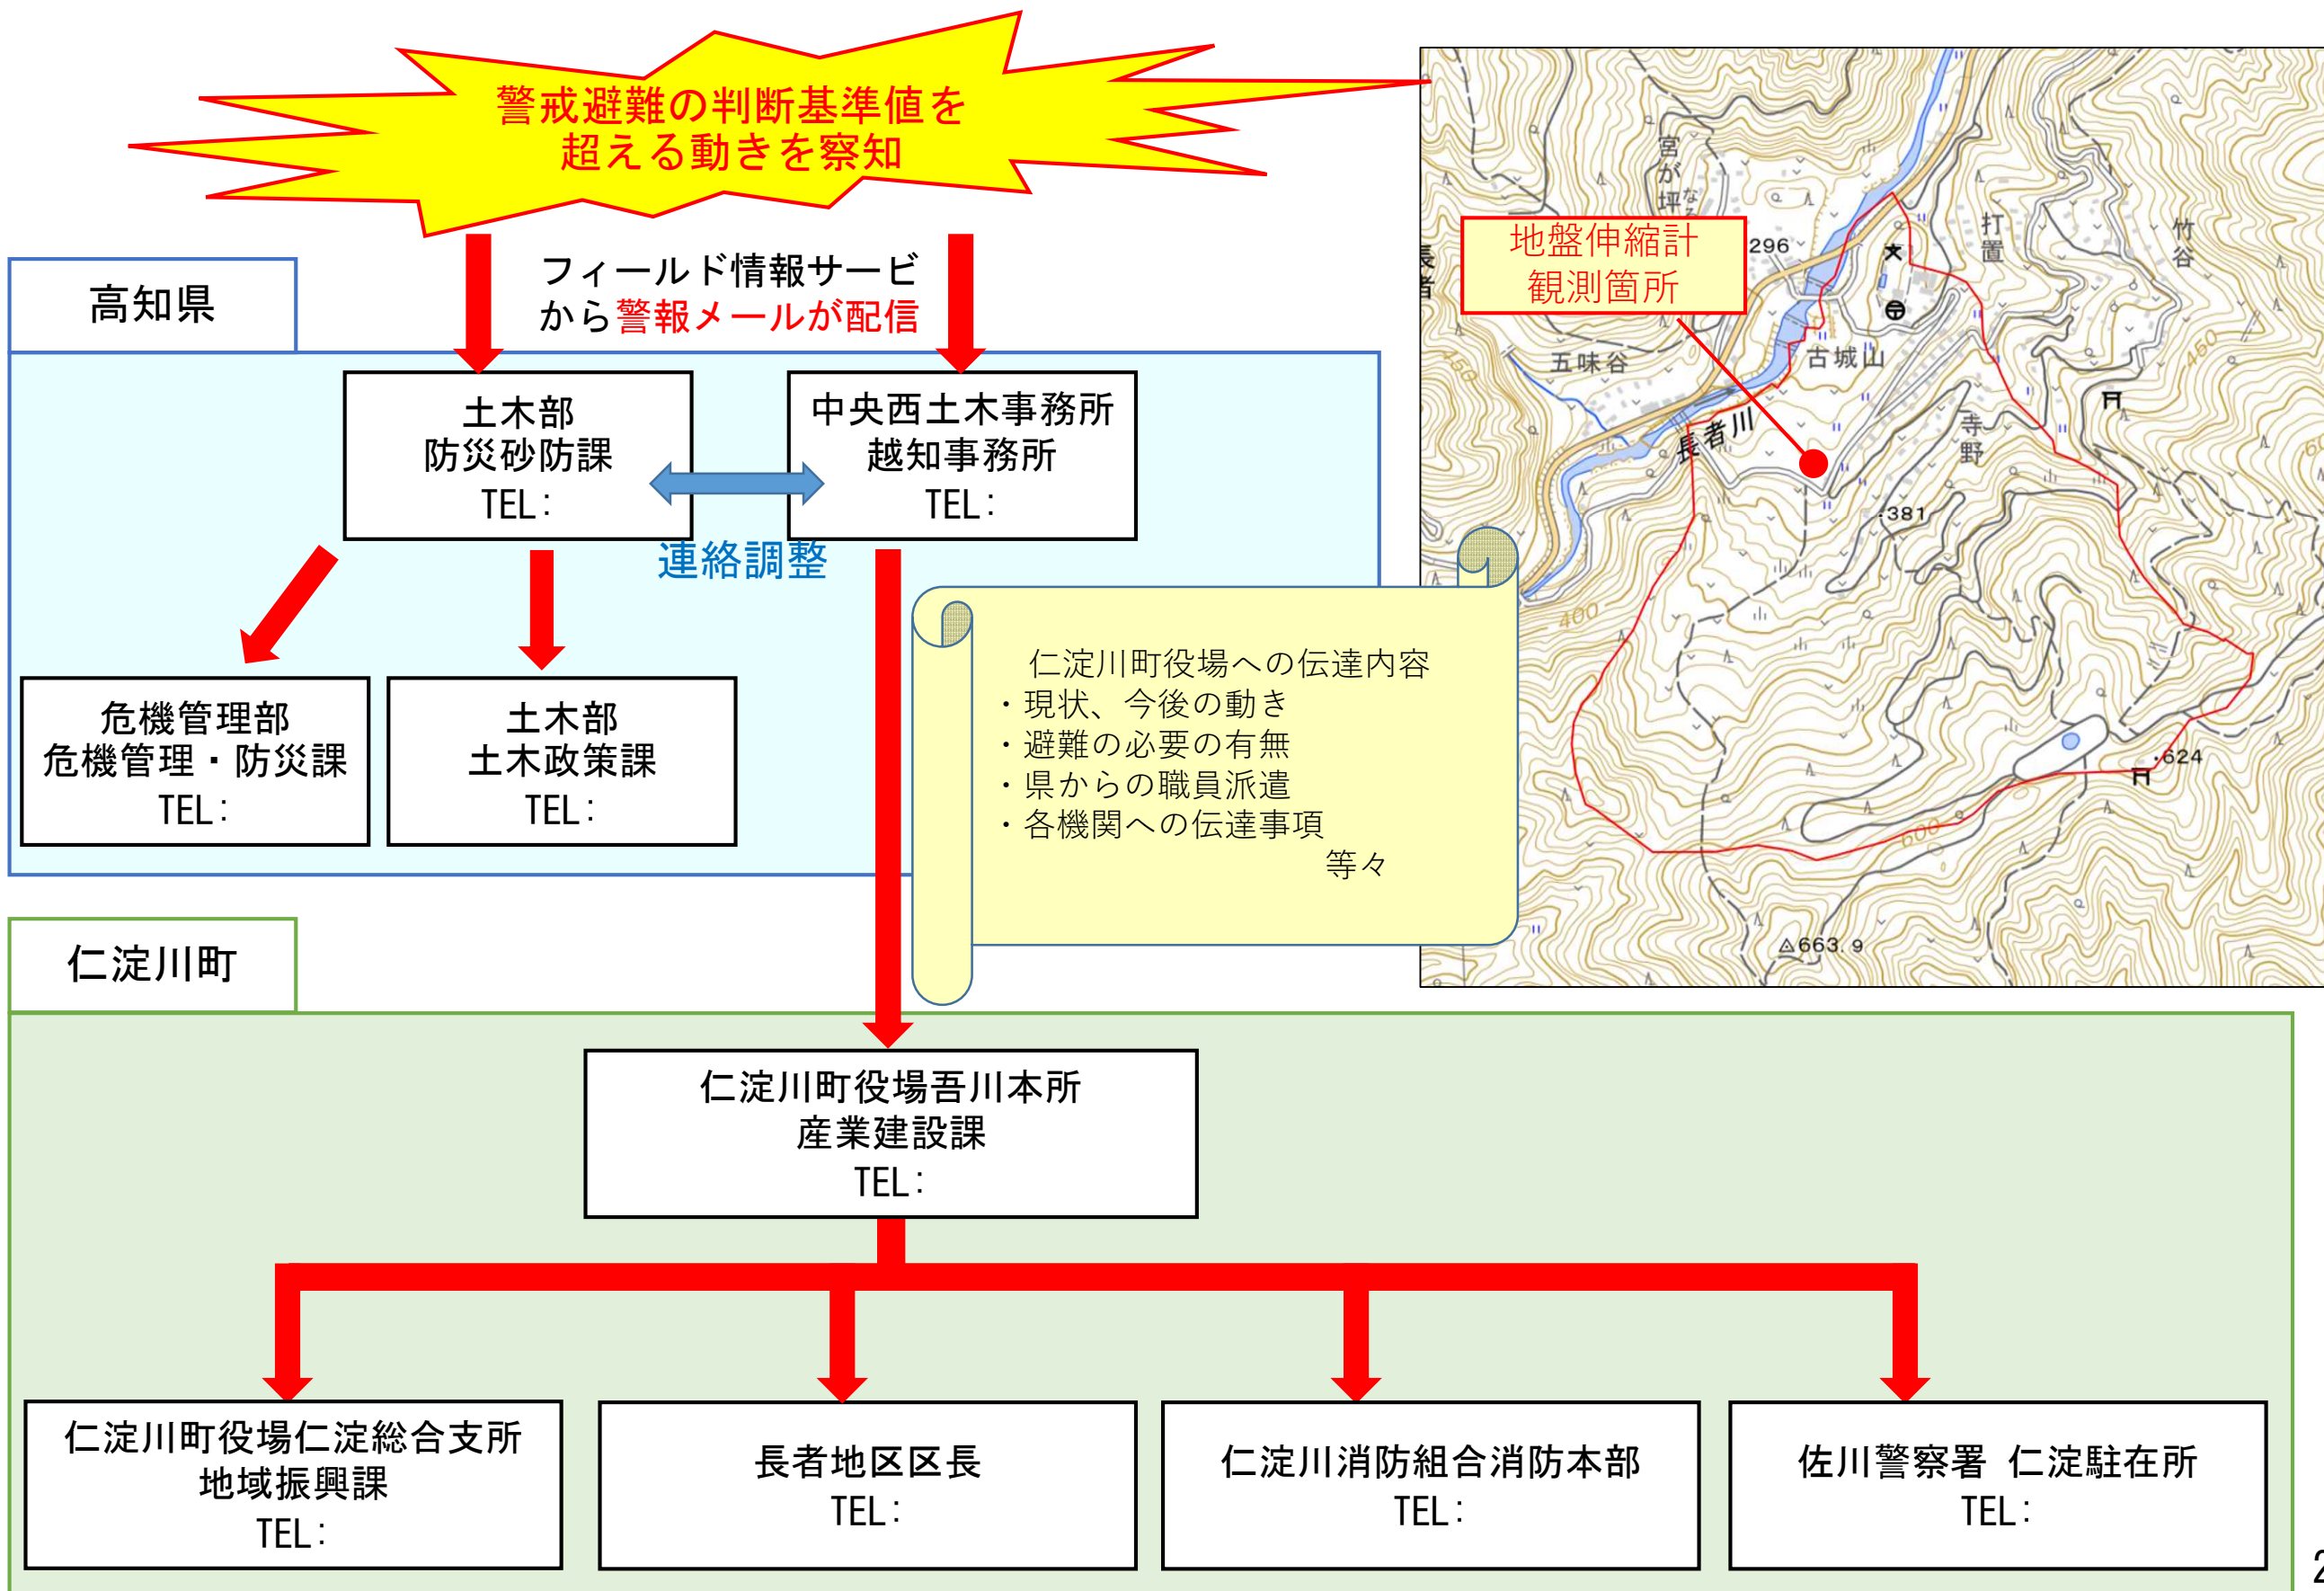 警戒避難の判断基準値を
超える動きを察知
フィールド情報サービ
から警報メールが配信
高知県
土木部
防災砂防課
TEL:
中央西土木事務所
越知事務所
TEL:
連絡調整
危機管理部
危機管理・防災課
TEL:
土木部
土木政策課
TEL:
仁淀川町役場への伝達内容
・現状、今後の動き
・避難の必要の有無
・県からの職員派遣
・各機関への伝達事項
等々
地盤伸縮計
観測箇所
宮が坪
なる
296
打置
竹谷
長者
五味谷
古城山
長者川
寺野
450
450
381
400
624
600
663.9
仁淀川町
仁淀川町役場吾川本所
産業建設課
TEL:
仁淀川町役場仁淀総合支所
地域振興課
TEL:
長者地区区長
TEL:
仁淀川消防組合消防本部
TEL:
佐川警察署 仁淀駐在所
TEL: